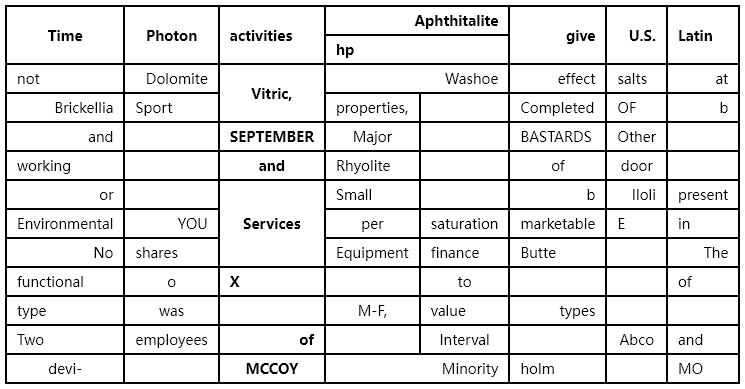 Time Photon activities Aphthitalite give U.S. Latin
hp
not Dolomite Vitric, Washoe effect salts at
Brickellia Sport properties, Completed OF b
and SEPTEMBER Major BASTARDS Other
working and Rhyolite of door
or Small b Iloli present
Environmental YOU Services per saturation marketable E in
No shares Equipment finance Butte The
functional o X to of
type was M-F, value types
Two employees of Interval Abco and
devi- MCCOY Minority holm MO